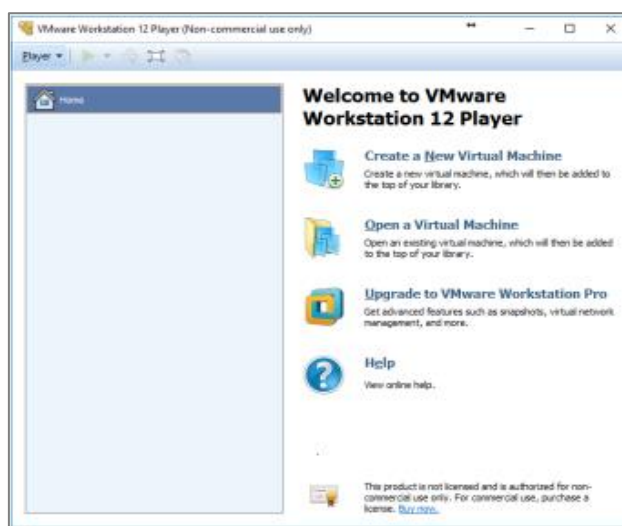 VMware Workstation 12 Player (Non-commercial use only)
Player
Home
Welcome to VMware
Workstation 12 Player
Create a New Virtual Machine
Create a new virtual machine, which will then be added to
the top of your library.
Open a Virtual Machine
Open an existing virtual machine, which will then be added
to the top of your library.
Upgrade to VMware Workstation Pro
Get advanced features such as snapshots, virtual network
management, and more.
Help
View online help.
This product is not licensed and is authorized for non-
commercial use only. For commercial use, purchase a
license. Buy now.